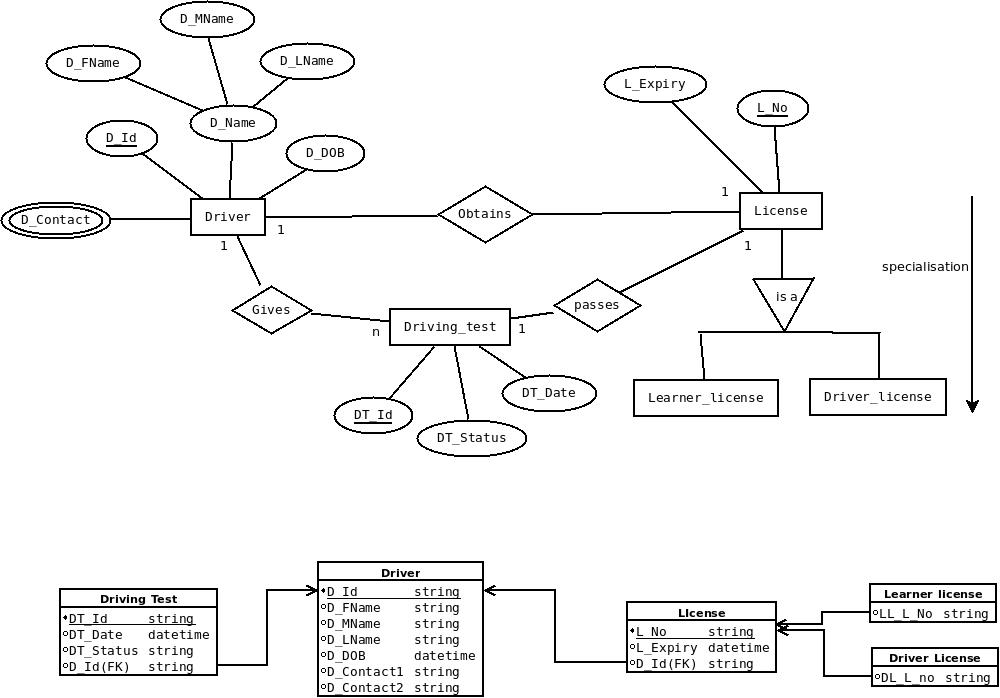 D_MName
D_FName
D_LName
D_Name
D_Id
D_DOB
D_Contact
Driver
1
1
Obtains
L_Expiry
L_No
1
License
1
specialisation
is a
Gives
n
Driving_test
1
passes
Learner_license
Driver_license
DT_Id
DT_Status
DT_Date
Driving Test
DT_Id string
DT_Date datetime
DT_Status string
D_Id(FK) string
Driver
D_Id string
D_FName string
D_MName string
D_LName string
D_DOB datetime
D_Contact1 string
D_Contact2 string
LIcense
L_No string
L_Expiry datetime
D_Id(FK) string
Learner license
LL_L_No string
Driver License
DL_L_no string